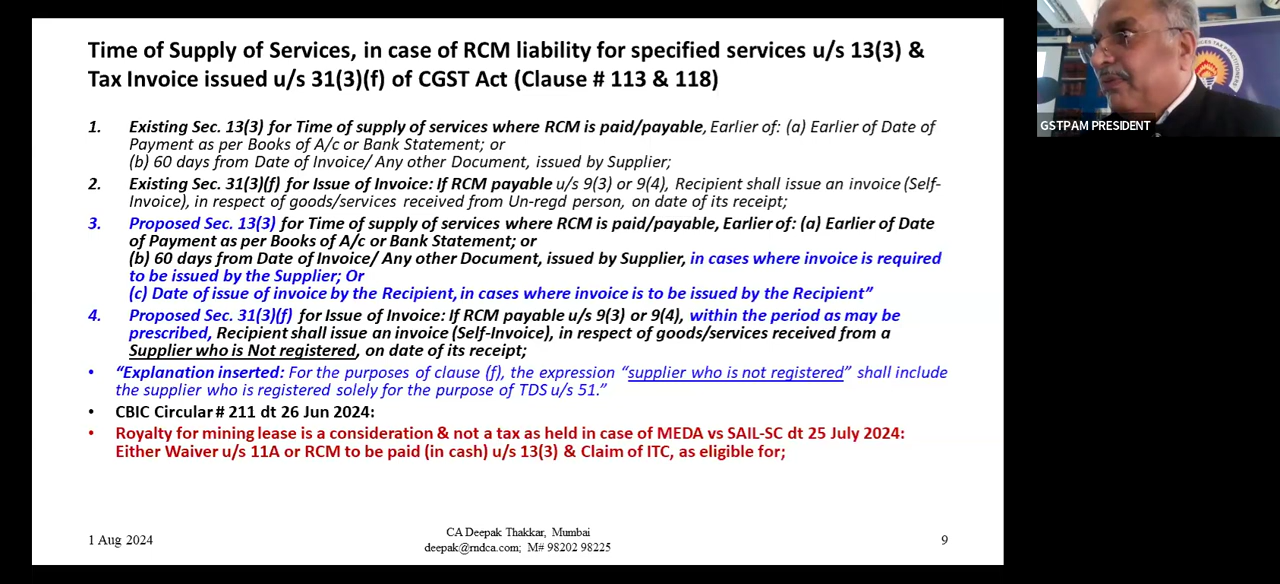 Time of Supply of Services, in case of RCM liability for specified services u/s 13(3) &
Tax Invoice issued u/s 31(3)(f) of CGST Act (Clause # 113 & 118)
1. Existing Sec. 13(3) for Time of supply of services where RCM is paid/payable, Earlier of: (a) Earlier of Date of
Payment as per Books of A/c or Bank Statement; or
(b) 60 days from Date of Invoice/ Any other Document, issued by Supplier;
2. Existing Sec. 31(3)(f) for Issue of Invoice: If RCM payable u/s 9(3) or 9(4), Recipient shall issue an invoice (Self-
Invoice), in respect of goods/services received from Un-regd person, on date of its receipt;
3. Proposed Sec. 13(3) for Time of supply of services where RCM is paid/payable, Earlier of: (a) Earlier of Date
of Payment as per Books of A/c or Bank Statement; or
(b) 60 days from Date of Invoice/ Any other Document, issued by Supplier, in cases where invoice is required
to be issued by the Supplier; Or
(c) Date of issue of invoice by the Recipient, in cases where invoice is to be issued by the Recipient”
4. Proposed Sec. 31(3)(f) for Issue of Invoice: If RCM payable u/s 9(3) or 9(4), within the period as may be
prescribed, Recipient shall issue an invoice (Self-Invoice), in respect of goods/services received from a
Supplier who is Not registered, on date of its receipt;
• “Explanation inserted: For the purposes of clause (f), the expression “supplier who is not registered” shall include
the supplier who is registered solely for the purpose of TDS u/s 51.”
• CBIC Circular # 211 dt 26 Jun 2024:
• Royalty for mining lease is a consideration & not a tax as held in case of MEDA vs SAIL-SC dt 25 July 2024:
Either Waiver u/s 11A or RCM to be paid (in cash) u/s 13(3) & Claim of ITC, as eligible for;
1 Aug 2024
CA Deepak Thakkar, Mumbai
deepak@rndca.com; M# 98202 98225
9
GSTPAM PRESIDENT